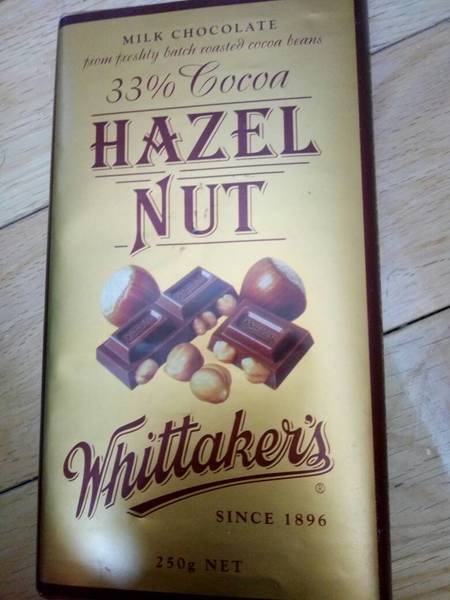 MILK CHOCOLATE
from freshly batch roasted cocoa beans
33% Cocoa
HAZEL
NUT
Whittaker's
®
SINCE 1896
250g NET